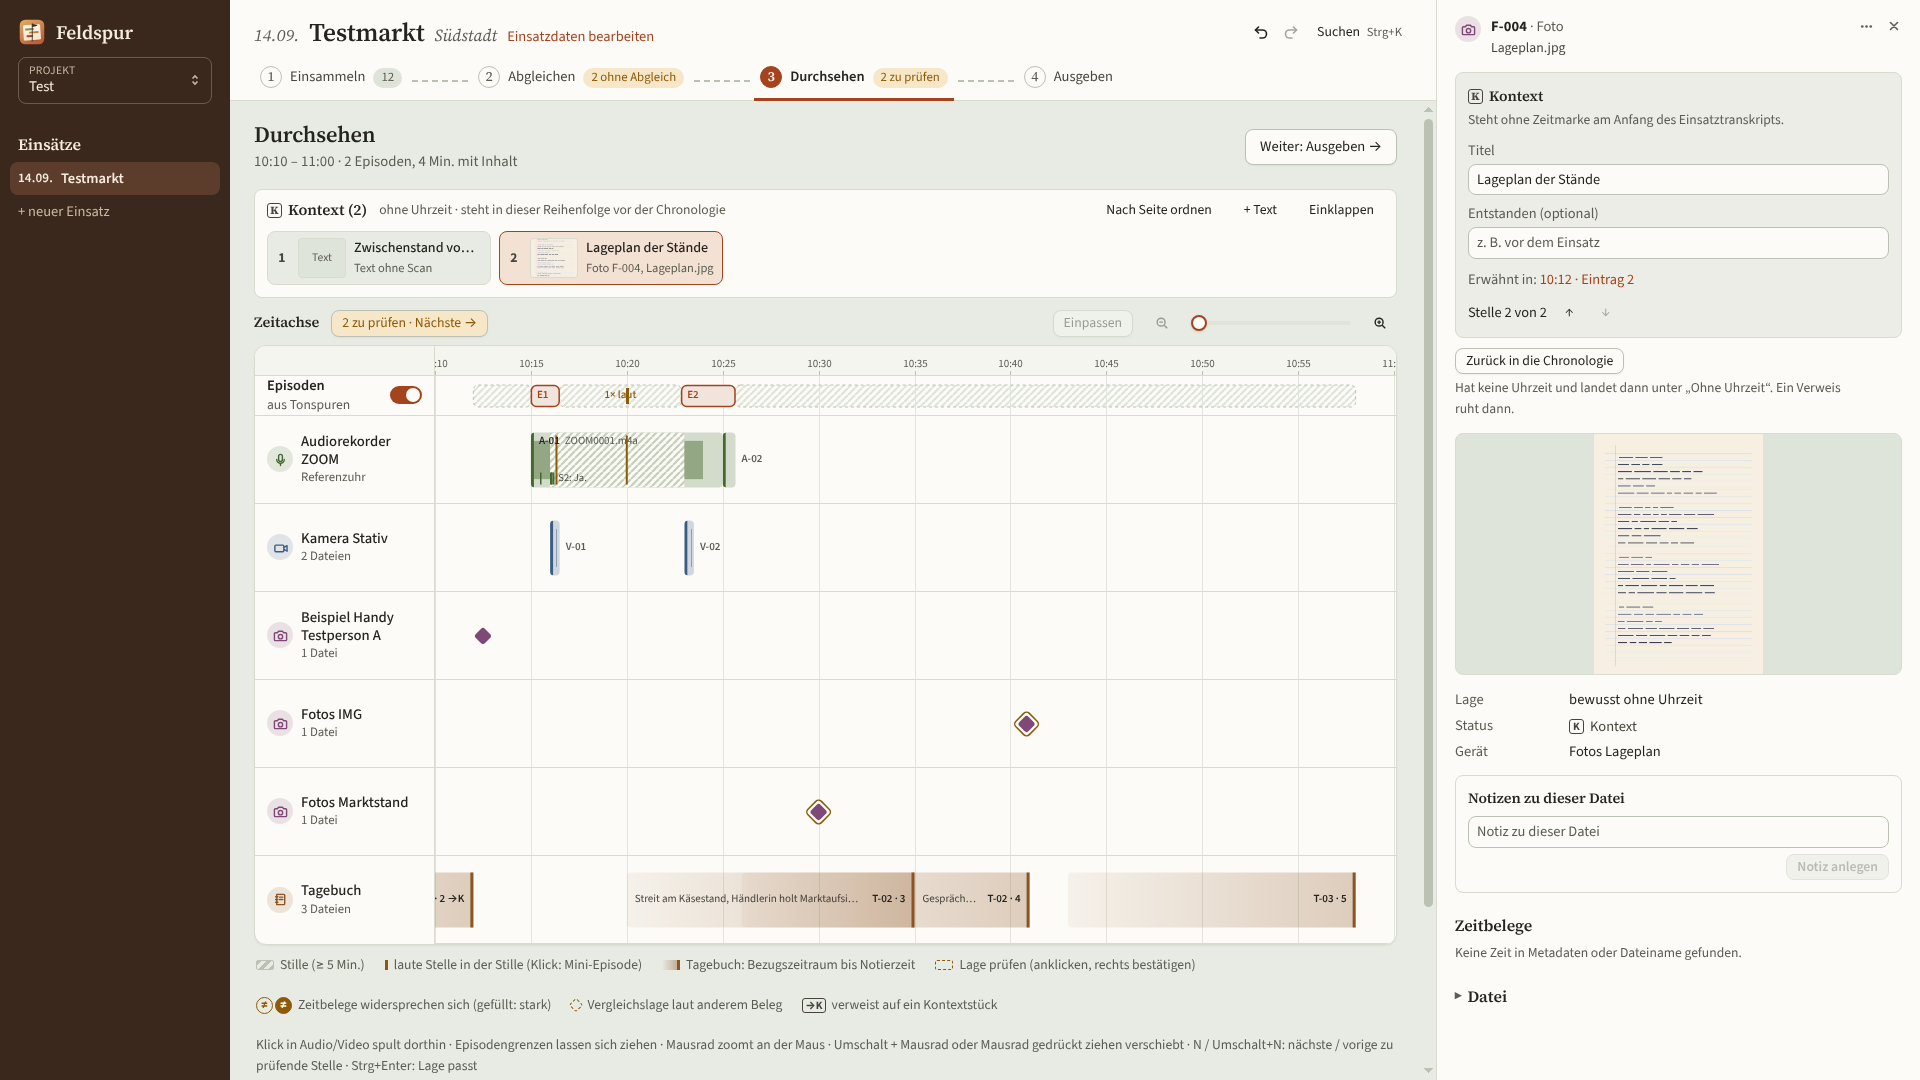 Feldspur
PROJEKT
Test
Einsätze
14.09. Testmarkt
+ neuer Einsatz
14.09. Testmarkt Südstadt Einsatzdaten bearbeiten
Suchen Strg+K
1 Einsammeln 12
2 Abgleichen 2 ohne Abgleich
3 Durchsehen 2 zu prüfen
4 Ausgeben
Durchsehen
10:10 – 11:00 · 2 Episoden, 4 Min. mit Inhalt
Weiter: Ausgeben →
K Kontext (2) ohne Uhrzeit · steht in dieser Reihenfolge vor der Chronologie
Nach Seite ordnen + Text Einklappen
1 Text Zwischenstand vo…
Text ohne Scan
2 Lageplan der Stände
Foto F-004, Lageplan.jpg
Zeitachse 2 zu prüfen · Nächste →
Einpassen
:10 10:15 10:20 10:25 10:30 10:35 10:40 10:45 10:50 10:55 11:
Episoden
aus Tonspuren
E1 1× laut E2
Audiorekorder
ZOOM
Referenzuhr
A-01 ZOOM0001.m4a
S2: Ja,
A-02
Kamera Stativ
2 Dateien
V-01 V-02
Beispiel Handy
Testperson A
1 Datei
Fotos IMG
1 Datei
Fotos Marktstand
1 Datei
Tagebuch
3 Dateien
· 2 →K
Streit am Käsestand, Händlerin holt Marktaufsi… T-02 · 3
Gespräch… T-02 · 4
T-03 · 5
Stille (≥ 5 Min.) laute Stelle in der Stille (Klick: Mini-Episode) Tagebuch: Bezugszeitraum bis Notierzeit Lage prüfen (anklicken, rechts bestätigen)
≠ ≠ Zeitbelege widersprechen sich (gefüllt: stark) Vergleichslage laut anderem Beleg →K verweist auf ein Kontextstück
Klick in Audio/Video spult dorthin · Episodengrenzen lassen sich ziehen · Mausrad zoomt an der Maus · Umschalt + Mausrad oder Mausrad gedrückt ziehen verschiebt · N / Umschalt+N: nächste / vorige zu
prüfende Stelle · Strg+Enter: Lage passt
F-004 · Foto
Lageplan.jpg
K Kontext
Steht ohne Zeitmarke am Anfang des Einsatztranskripts.
Titel
Lageplan der Stände
Entstanden (optional)
z. B. vor dem Einsatz
Erwähnt in: 10:12 · Eintrag 2
Stelle 2 von 2 ↑ ↓
Zurück in die Chronologie
Hat keine Uhrzeit und landet dann unter „Ohne Uhrzeit“. Ein Verweis
ruht dann.
Lage bewusst ohne Uhrzeit
Status K Kontext
Gerät Fotos Lageplan
Notizen zu dieser Datei
Notiz zu dieser Datei
Notiz anlegen
Zeitbelege
Keine Zeit in Metadaten oder Dateiname gefunden.
Datei